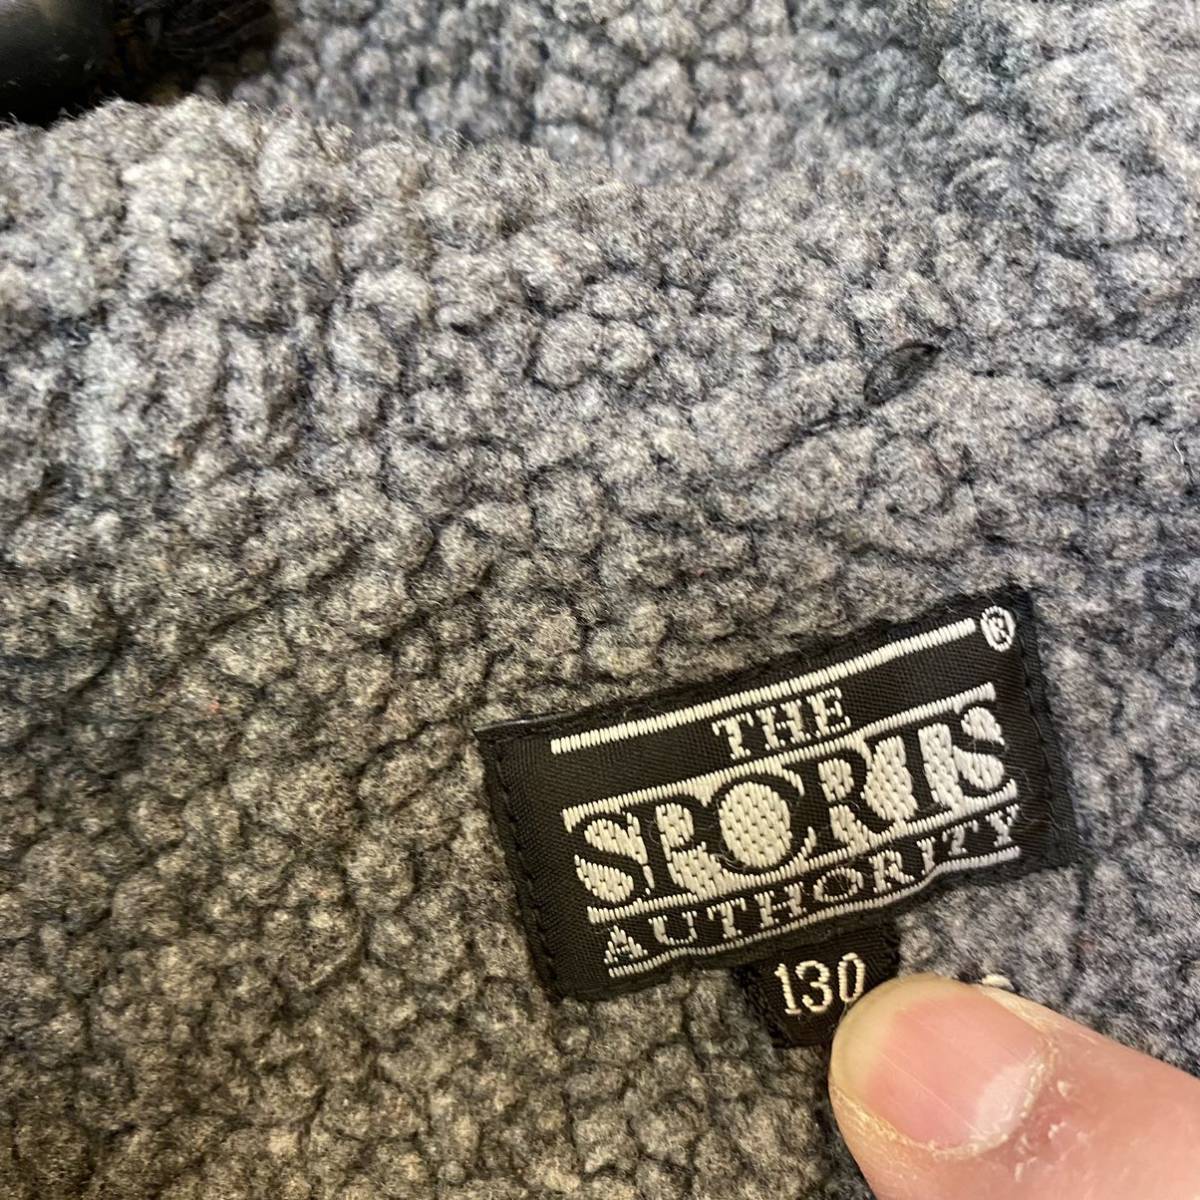 ®
THE
SPORTS
AUTHORITY
130